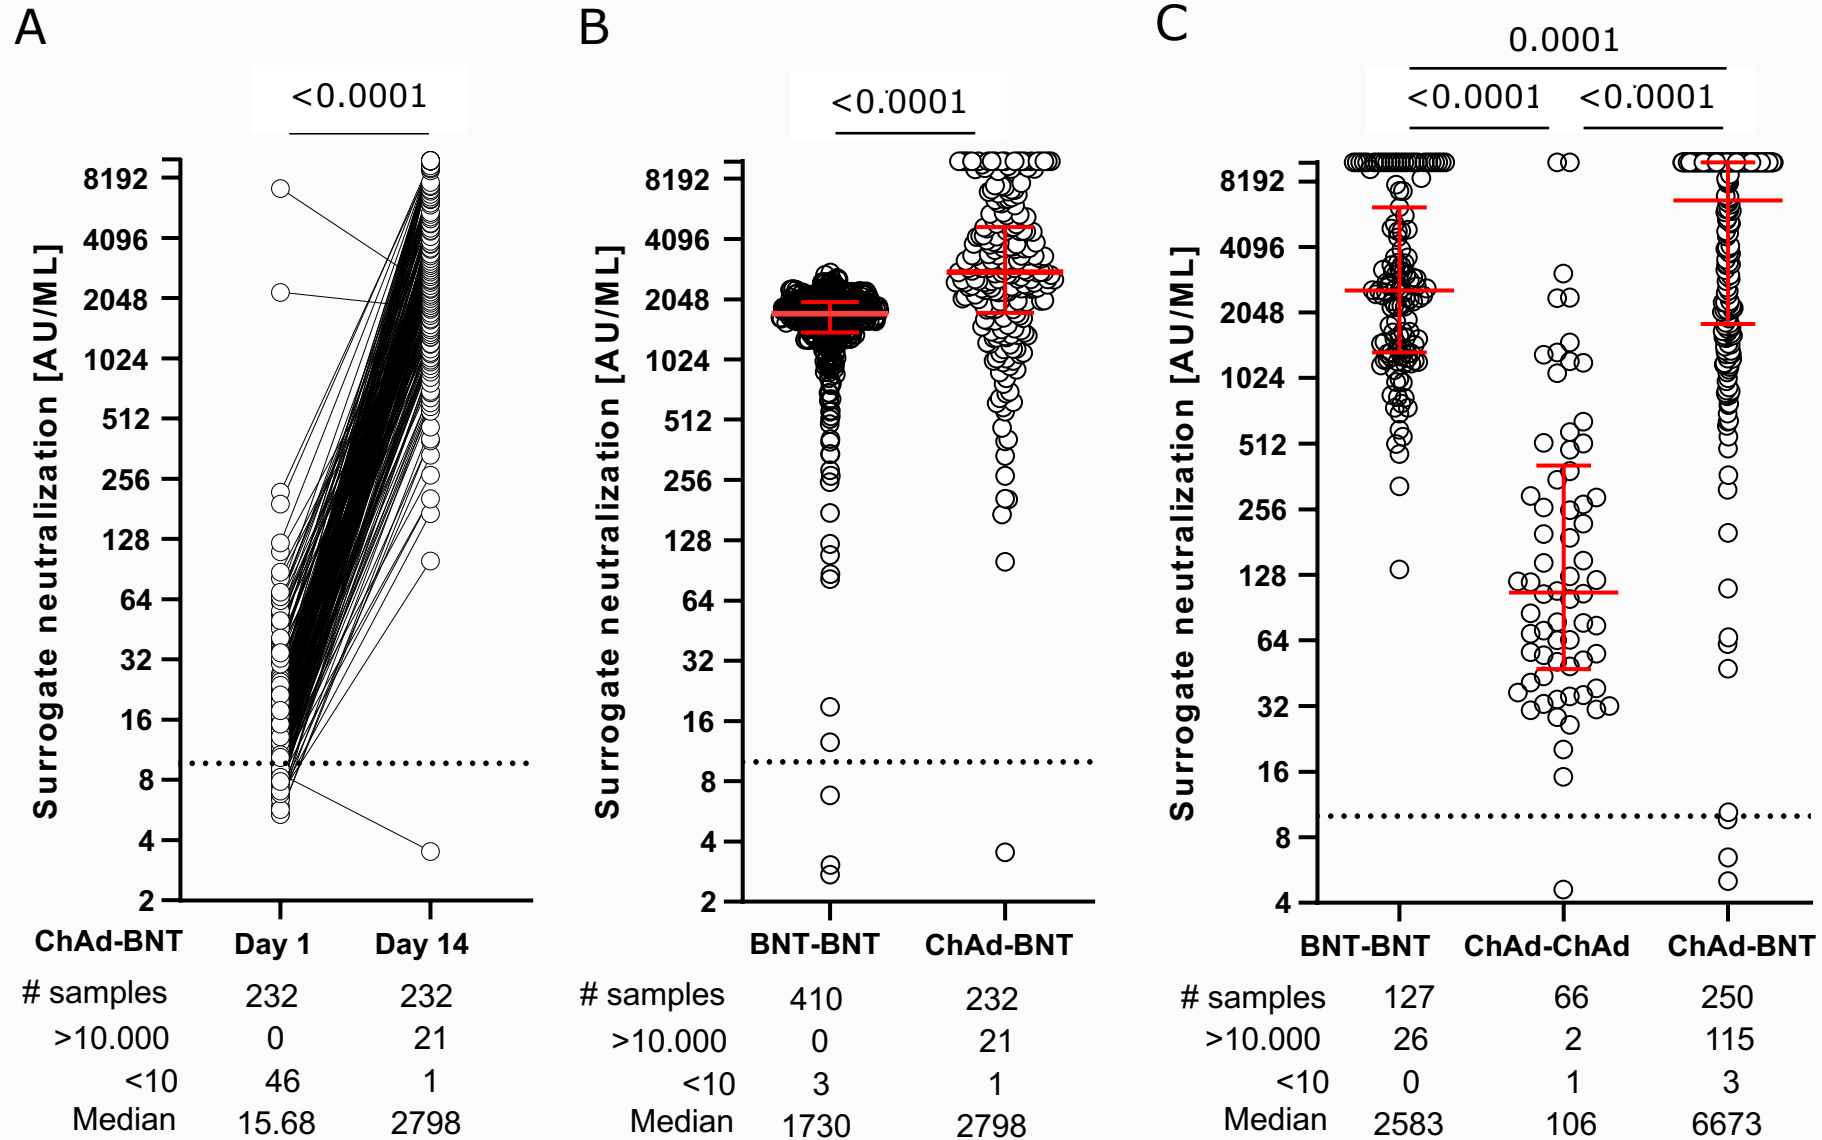 A
<0.0001
Surrogate neutralization [AU/ML]
8192
4096
2048
1024
512
256
128
64
32
16
8
4
2
ChAd-BNT Day 1 Day 14
# samples 232 232
>10.000 0 21
<10 46 1
Median 15.68 2798
B
<0.0001
Surrogate neutralization [AU/ML]
8192
4096
2048
1024
512
256
128
64
32
16
8
4
2
BNT-BNT ChAd-BNT
# samples 410 232
>10.000 0 21
<10 3 1
Median 1730 2798
C
0.0001
<0.0001 <0.0001
Surrogate neutralization [AU/ML]
8192
4096
2048
1024
512
256
128
64
32
16
8
4
BNT-BNT ChAd-ChAd ChAd-BNT
# samples 127 66 250
>10.000 26 2 115
<10 0 1 3
Median 2583 106 6673